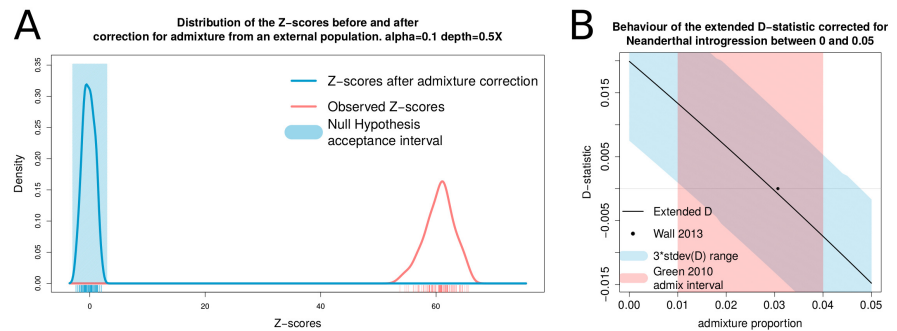 A
Distribution of the Z-scores before and after
correction for admixture from an external population. alpha=0.1 depth=0.5X
Density
0.00
0.05
0.10
0.15
0.20
0.25
0.30
0.35
Z−scores after admixture correction
Observed Z−scores
Null Hypothesis
acceptance interval
0
20
40
60
Z−scores
B
Behaviour of the extended D−statistic corrected for
Neanderthal introgression between 0 and 0.05
D−statistic
−0.015
−0.005
0.005
0.015
Extended D
Wall 2013
3*stdev(D) range
Green 2010
admix interval
0.00
0.01
0.02
0.03
0.04
0.05
admixture proportion